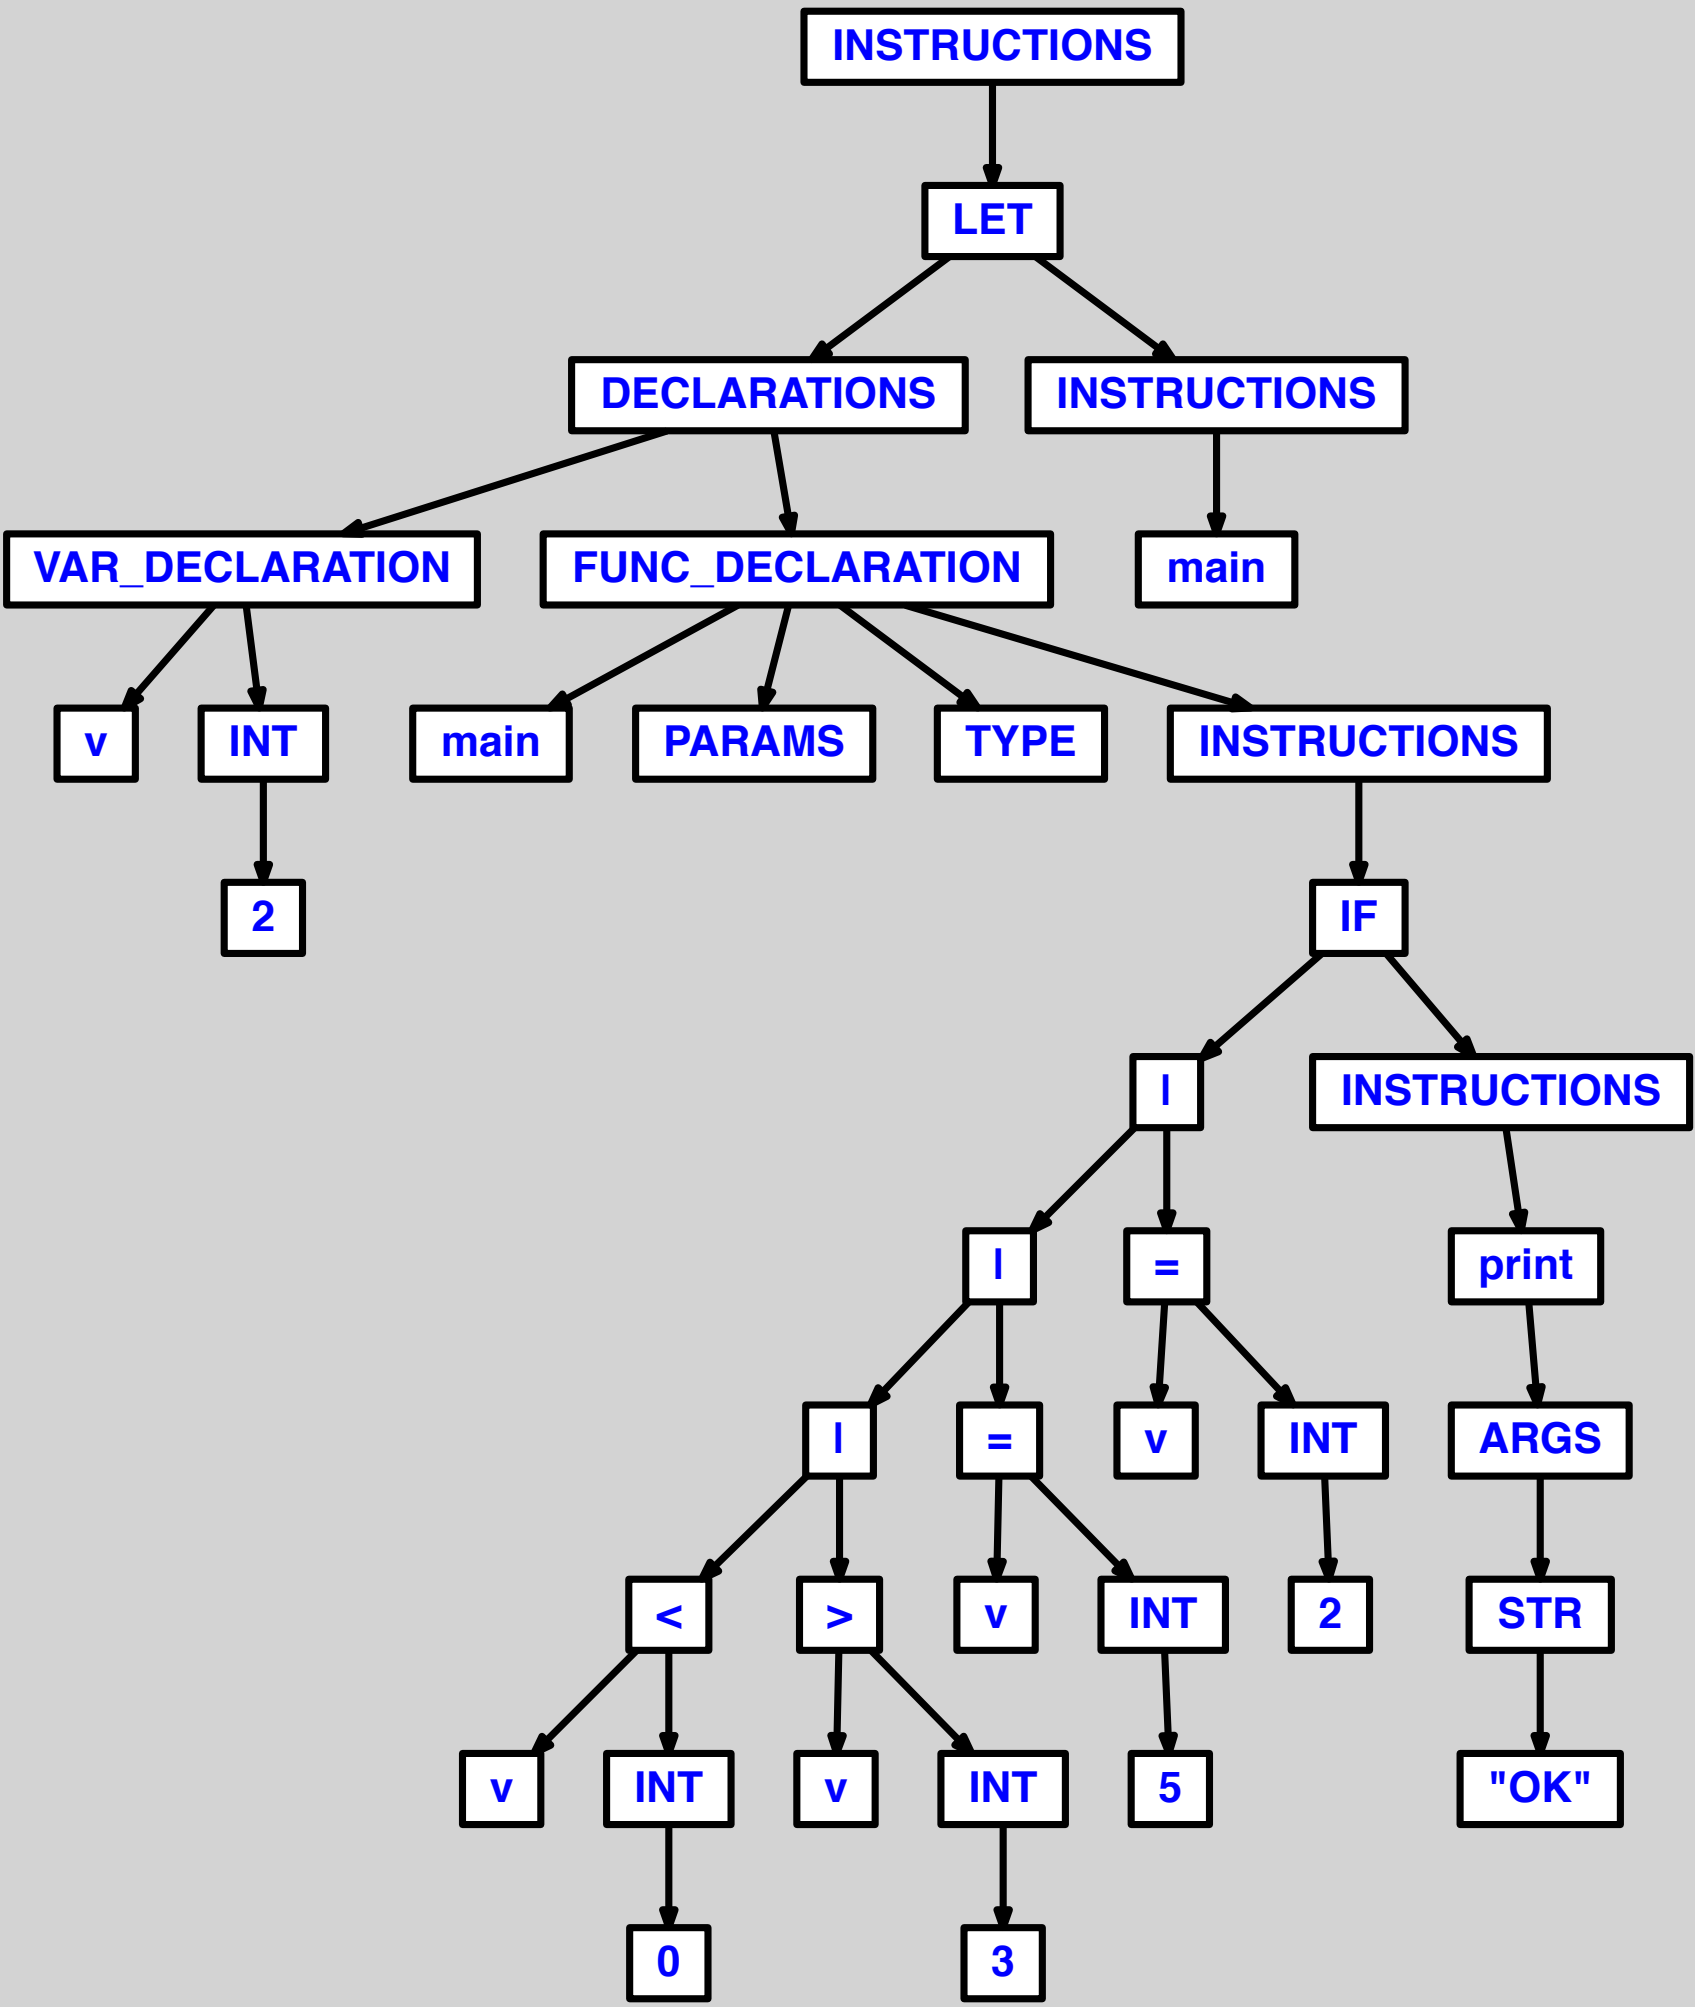 INSTRUCTIONS
LET
DECLARATIONS
INSTRUCTIONS
VAR_DECLARATION
FUNC_DECLARATION
main
v
INT
main
PARAMS
TYPE
INSTRUCTIONS
2
IF
|
INSTRUCTIONS
|
=
print
|
=
v
INT
ARGS
<
>
v
INT
2
STR
v
INT
v
INT
5
"OK"
0
3